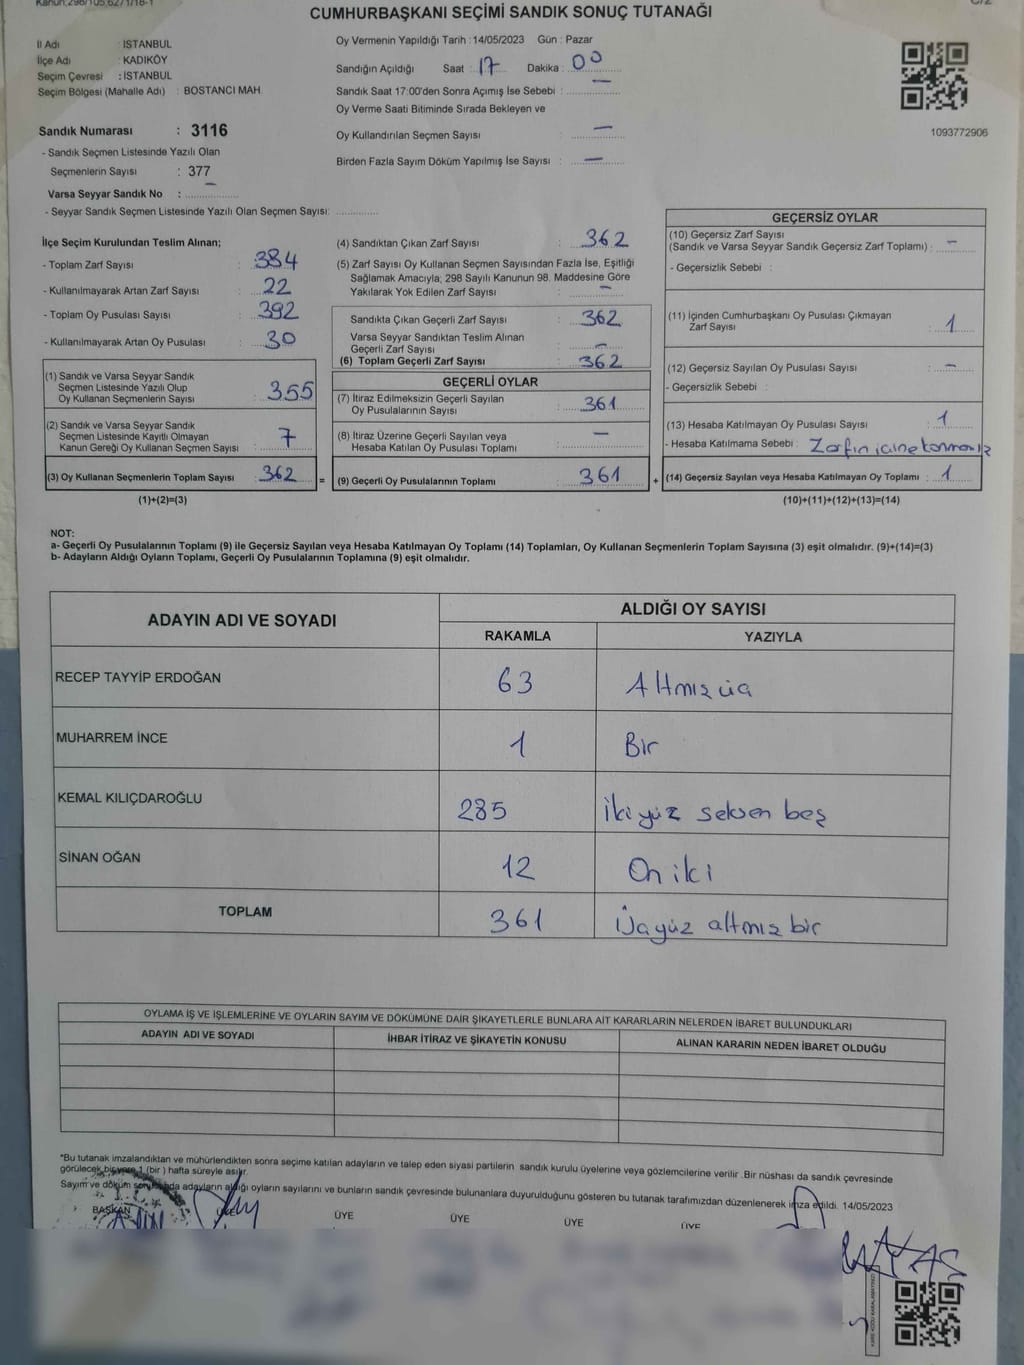 Kanun,298/105,62/1/18-1
CUMHURBAŞKANI SEÇİMİ SANDIK SONUÇ TUTANAĞI
İl Adı : İSTANBUL
İlçe Adı : KADIKÖY
Seçim Çevresi : İSTANBUL
Seçim Bölgesi (Mahalle Adı) : BOSTANCI MAH.
Oy Vermenin Yapıldığı Tarih :14/05/2023 Gün : Pazar
Sandığın Açıldığı Saat : 17 Dakika : 00
Sandık Saat 17:00'den Sonra Açılmış İse Sebebi : —
Oy Verme Saati Bitiminde Sırada Bekleyen ve
Oy Kullandırılan Seçmen Sayısı : —
Birden Fazla Sayım Döküm Yapılmış İse Sayısı : —
1093772906
Sandık Numarası : 3116
- Sandık Seçmen Listesinde Yazılı Olan
Seçmenlerin Sayısı : 377
Varsa Seyyar Sandık No : —
- Seyyar Sandık Seçmen Listesinde Yazılı Olan Seçmen Sayısı:
İlçe Seçim Kurulundan Teslim Alınan;
- Toplam Zarf Sayısı : 384
- Kullanılmayarak Artan Zarf Sayısı : 22
- Toplam Oy Pusulası Sayısı : 392
- Kullanılmayarak Artan Oy Pusulası : 30
(1) Sandık ve Varsa Seyyar Sandık
Seçmen Listesinde Yazılı Olup
Oy Kullanan Seçmenlerin Sayısı : 355
(2) Sandık ve Varsa Seyyar Sandık
Seçmen Listesinde Kayıtlı Olmayan
Kanun Gereği Oy Kullanan Seçmen Sayısı : 7
(3) Oy Kullanan Seçmenlerin Toplam Sayısı : 362 =
(1)+(2)=(3)
(4) Sandıktan Çıkan Zarf Sayısı : 362
(5) Zarf Sayısı Oy Kullanan Seçmen Sayısından Fazla İse, Eşitliği
Sağlamak Amacıyla, 298 Sayılı Kanunun 98. Maddesine Göre
Yakılarak Yok Edilen Zarf Sayısı : —
Sandıkta Çıkan Geçerli Zarf Sayısı : 362
Varsa Seyyar Sandıktan Teslim Alınan
Geçerli Zarf Sayısı : —
(6) Toplam Geçerli Zarf Sayısı : 362
GEÇERLİ OYLAR
(7) İtiraz Edilmeksizin Geçerli Sayılan
Oy Pusulalarının Sayısı : 361
(8) İtiraz Üzerine Geçerli Sayılan veya
Hesaba Katılan Oy Pusulası Toplamı : —
(9) Geçerli Oy Pusulalarının Toplamı : 361 +
GEÇERSİZ OYLAR
(10) Geçersiz Zarf Sayısı
(Sandık ve Varsa Seyyar Sandık Geçersiz Zarf Toplamı) : —
- Geçersizlik Sebebi :
(11) İçinden Cumhurbaşkanı Oy Pusulası Çıkmayan
Zarf Sayısı : 1
(12) Geçersiz Sayılan Oy Pusulası Sayısı : —
- Geçersizlik Sebebi :
(13) Hesaba Katılmayan Oy Pusulası Sayısı : 1
- Hesaba Katılmama Sebebi : Zarfın içine
(14) Geçersiz Sayılan veya Hesaba Katılmayan Oy Toplamı : 1
(10)+(11)+(12)+(13)=(14)
NOT:
a- Geçerli Oy Pusulalarının Toplamı (9) ile Geçersiz Sayılan veya Hesaba Katılmayan Oy Toplamı (14) Toplamları, Oy Kullanan Seçmenlerin Toplam Sayısına (3) eşit olmalıdır. (9)+(14)=(3)
b- Adayların Aldığı Oyların Toplamı, Geçerli Oy Pusulalarının Toplamına (9) eşit olmalıdır.
ADAYIN ADI VE SOYADI
ALDIĞI OY SAYISI
RAKAMLA YAZIYLA
RECEP TAYYİP ERDOĞAN 63 Altmışüç
MUHARREM İNCE 1 Bir
KEMAL KILIÇDAROĞLU 285 İkiyüz seksen beş
SİNAN OĞAN 12 On iki
TOPLAM 361 Üçyüz altmış bir
OYLAMA İŞ VE İŞLEMLERİNE VE OYLARIN SAYIM VE DÖKÜMÜNE DAİR ŞİKAYETLERLE BUNLARA AİT KARARLARIN NELERDEN İBARET BULUNDUKLARI
ADAYIN ADI VE SOYADI İHBAR İTİRAZ VE ŞİKAYETİN KONUSU ALINAN KARARIN NEDEN İBARET OLDUĞU
*Bu tutanak imzalandıktan ve mühürlendikten sonra seçime katılan adayların ve talep eden siyasi partilerin sandık kurulu üyelerine veya gözlemcilerine verilir .Bir nüshası da sandık çevresinde
görülecek bir yere 1 (bir ) hafta süreyle asılır.
Sayım ve döküm sonrasında adayların aldığı oyların sayılarını ve bunların sandık çevresinde bulunanlara duyurulduğunu gösteren bu tutanak tarafımızdan düzenlenerek imza edildi. 14/05/2023
BAŞKAN ÜYE ÜYE ÜYE ÜYE ÜYE